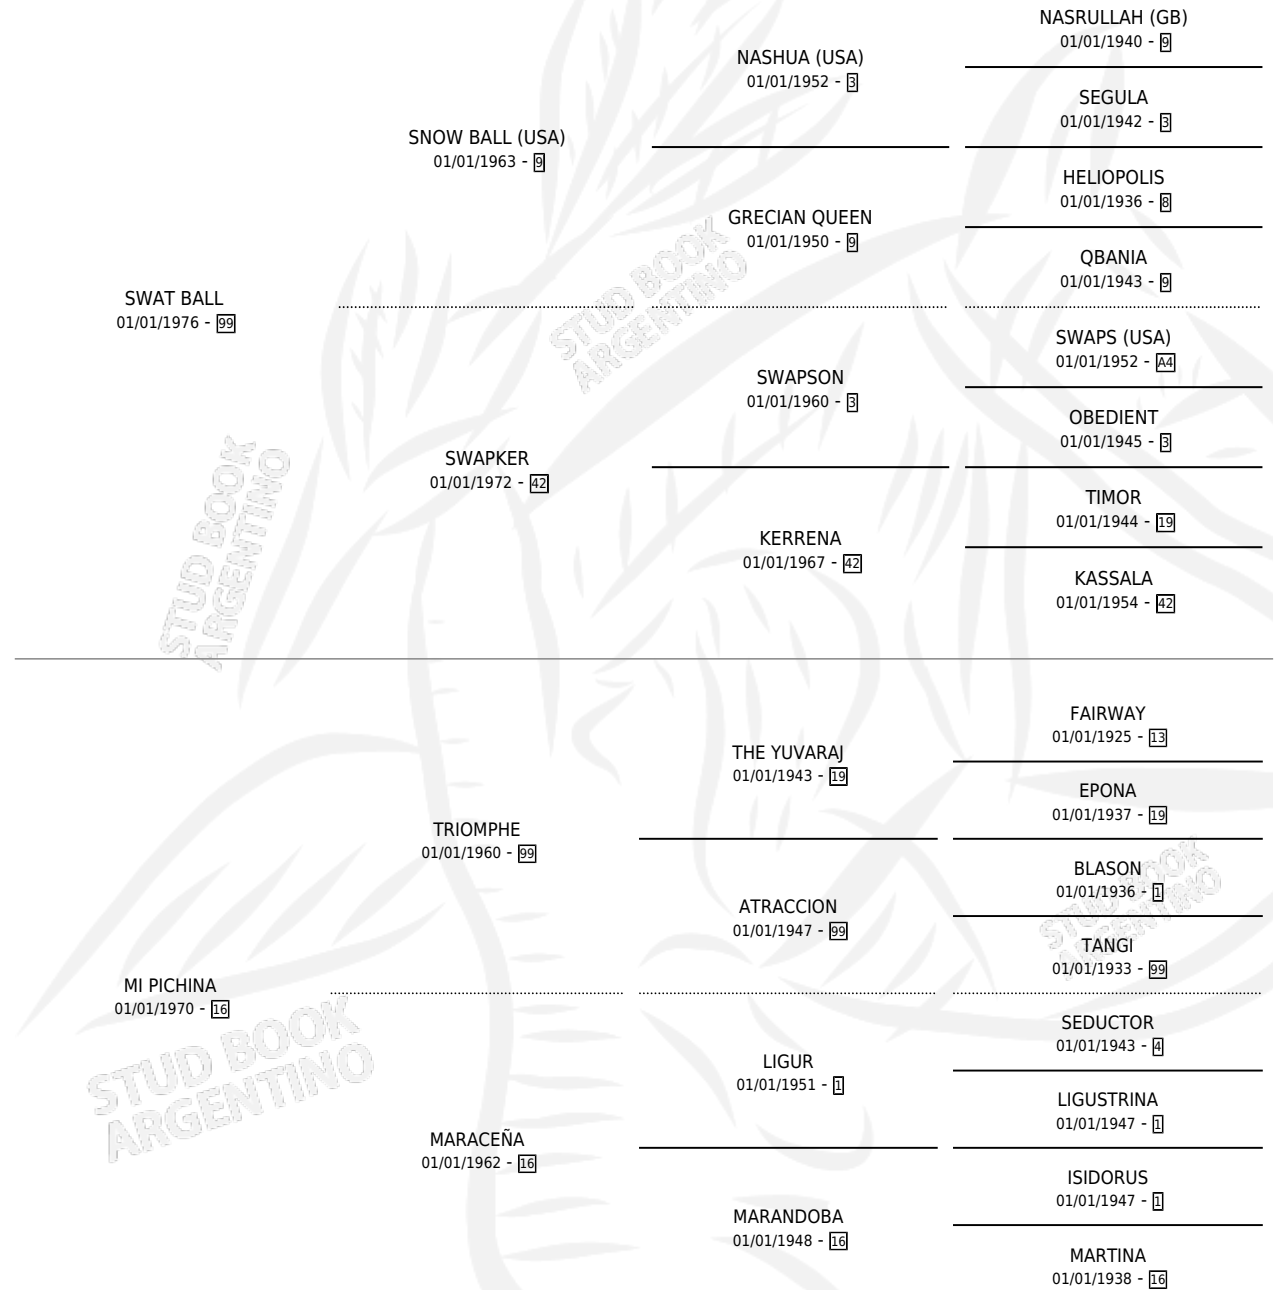 NASRULLAH (GB)
01/01/1940 - 9
NASHUA (USA)
01/01/1952 - 3
SEGULA
01/01/1942 - 3
SNOW BALL (USA)
01/01/1963 - 9
HELIOPOLIS
01/01/1936 - 8
GRECIAN QUEEN
01/01/1950 - 9
QBANIA
01/01/1943 - 9
SWAT BALL
01/01/1976 - 99
SWAPS (USA)
01/01/1952 - A4
SWAPSON
01/01/1960 - 3
OBEDIENT
01/01/1945 - 3
SWAPKER
01/01/1972 - 42
TIMOR
01/01/1944 - 19
KERRENA
01/01/1967 - 42
KASSALA
01/01/1954 - 42
FAIRWAY
01/01/1925 - 13
THE YUVARAJ
01/01/1943 - 19
EPONA
01/01/1937 - 19
TRIOMPHE
01/01/1960 - 99
BLASON
01/01/1936 - 1
ATRACCION
01/01/1947 - 99
TANGI
01/01/1933 - 99
MI PICHINA
01/01/1970 - 16
SEDUCTOR
01/01/1943 - 4
LIGUR
01/01/1951 - 1
LIGUSTRINA
01/01/1947 - 1
MARACEÑA
01/01/1962 - 16
ISIDORUS
01/01/1947 - 1
MARANDOBA
01/01/1948 - 16
MARTINA
01/01/1938 - 16
STUD BOOK
ARGENTINO
STUD BOOK
ARGENTINO
STUD BOOK
ARGENTINO
STUD BOOK
ARGENTINO